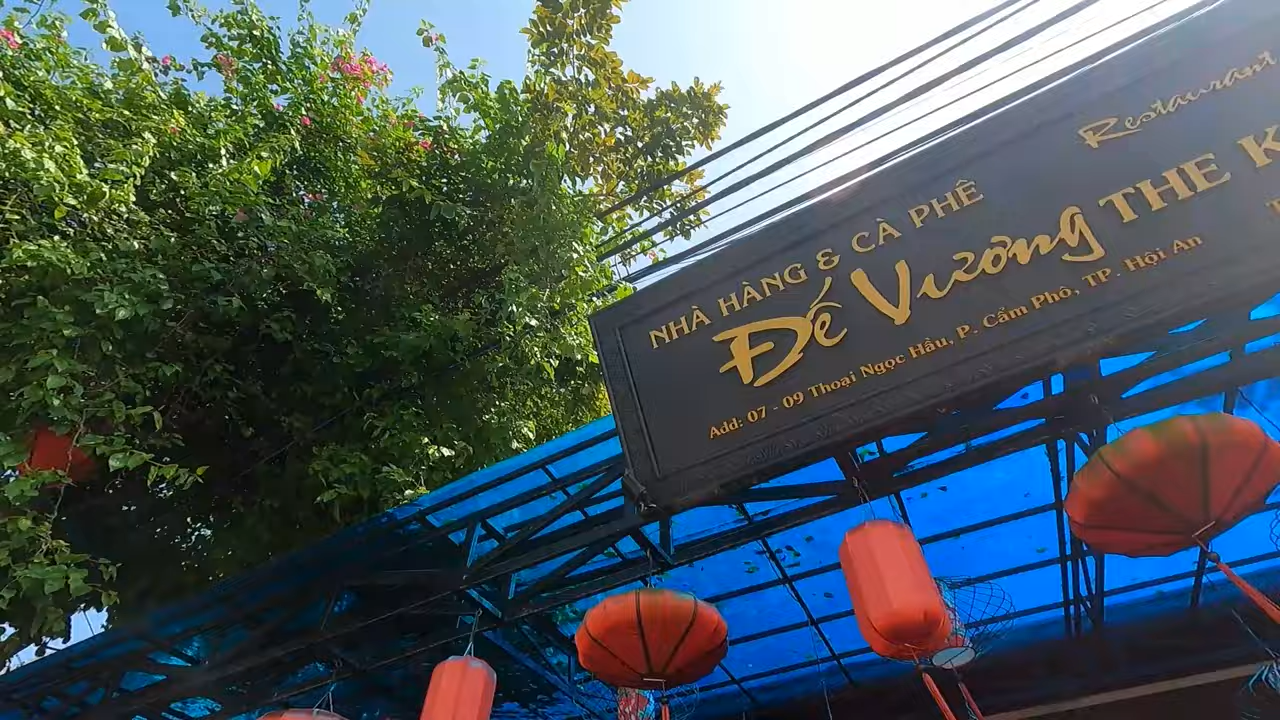 NHÀ HÀNG & CÀ PHÊ
Restaurant
Đế Vương THE K
Add: 07 - 09 Thoại Ngọc Hầu, P. Cẩm Phô, TP. Hội An